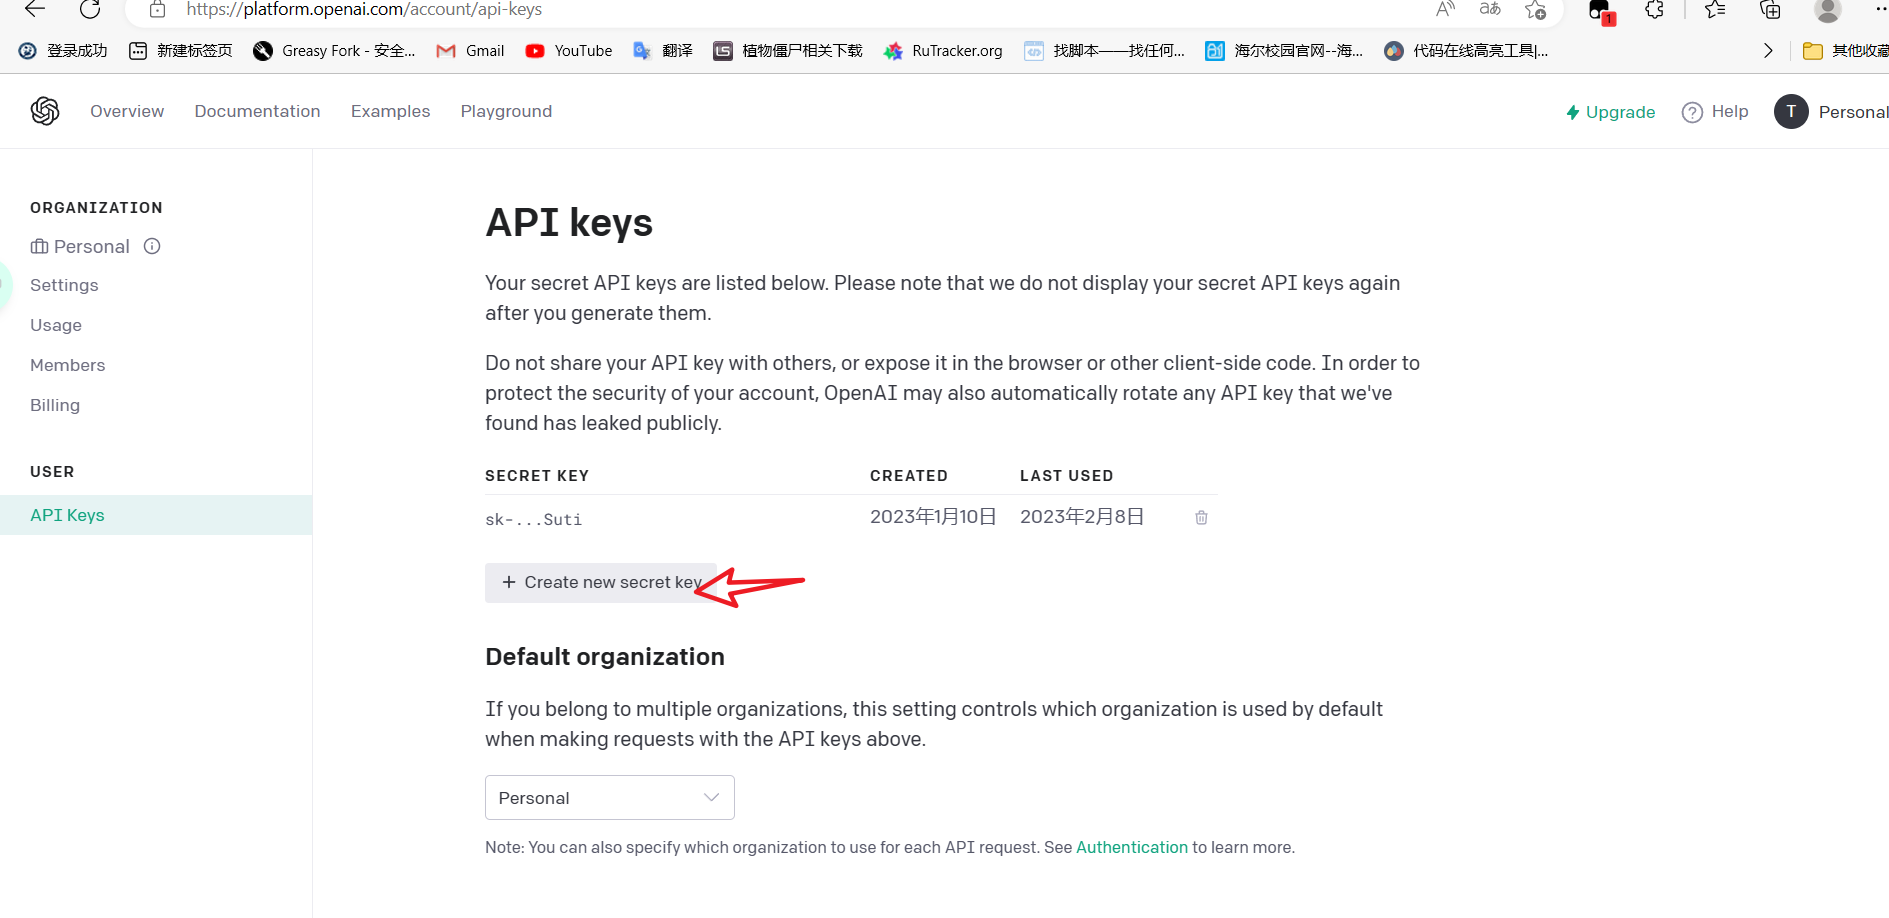 https://platform.openai.com/account/api-keys
登录成功 新建标签页 Greasy Fork - 安全... Gmail YouTube 翻译 植物僵尸相关下载 RuTracker.org 找脚本——找任何... 海尔校园官网--海... 代码在线高亮工具|... 其他收藏
Overview Documentation Examples Playground Upgrade Help T Personal
ORGANIZATION
Personal
Settings
Usage
Members
Billing
USER
API Keys
API keys
Your secret API keys are listed below. Please note that we do not display your secret API keys again
after you generate them.
Do not share your API key with others, or expose it in the browser or other client-side code. In order to
protect the security of your account, OpenAI may also automatically rotate any API key that we've
found has leaked publicly.
SECRET KEY CREATED LAST USED
sk-...Suti 2023年1月10日 2023年2月8日
+ Create new secret key
Default organization
If you belong to multiple organizations, this setting controls which organization is used by default
when making requests with the API keys above.
Personal
Note: You can also specify which organization to use for each API request. See Authentication to learn more.